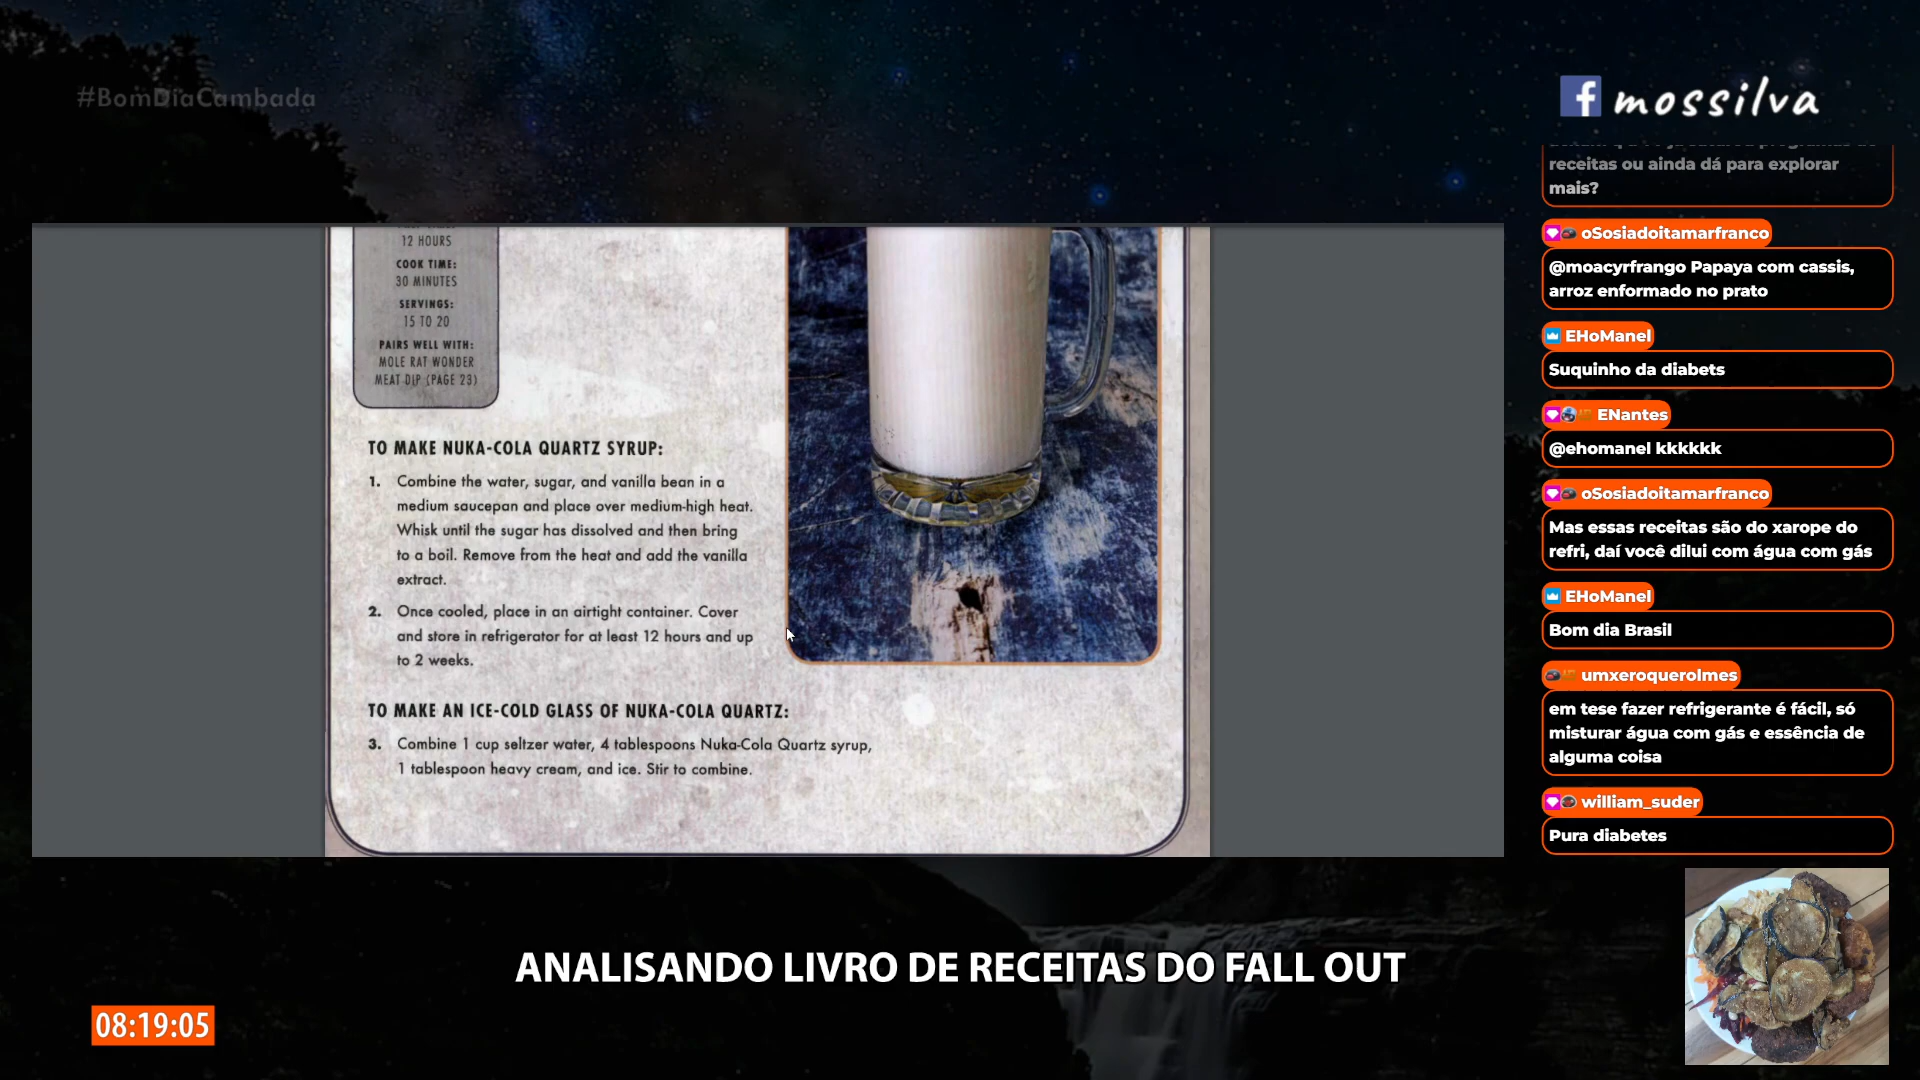 #BomDiaCambada
mossilva
receitas ou ainda dá para explorar
mais?
oSosiadoitamarfranco
@moacyrfrango Papaya com cassis,
arroz enformado no prato
EHoManel
Suquinho da diabets
ENantes
@ehomanel kkkkkk
oSosiadoitamarfranco
Mas essas receitas são do xarope do
refri, daí você dilui com água com gás
EHoManel
Bom dia Brasil
umxeroquerolmes
em tese fazer refrigerante é fácil, só
misturar água com gás e essência de
alguma coisa
william_suder
Pura diabetes
12 HOURS
COOK TIME:
30 MINUTES
SERVINGS:
15 TO 20
PAIRS WELL WITH:
MOLE RAT WONDER
MEAT DIP (PAGE 23)
TO MAKE NUKA-COLA QUARTZ SYRUP:
1. Combine the water, sugar, and vanilla bean in a
medium saucepan and place over medium-high heat.
Whisk until the sugar has dissolved and then bring
to a boil. Remove from the heat and add the vanilla
extract.
2. Once cooled, place in an airtight container. Cover
and store in refrigerator for at least 12 hours and up
to 2 weeks.
TO MAKE AN ICE-COLD GLASS OF NUKA-COLA QUARTZ:
3. Combine 1 cup seltzer water, 4 tablespoons Nuka-Cola Quartz syrup,
1 tablespoon heavy cream, and ice. Stir to combine.
ANALISANDO LIVRO DE RECEITAS DO FALL OUT
08:19:05